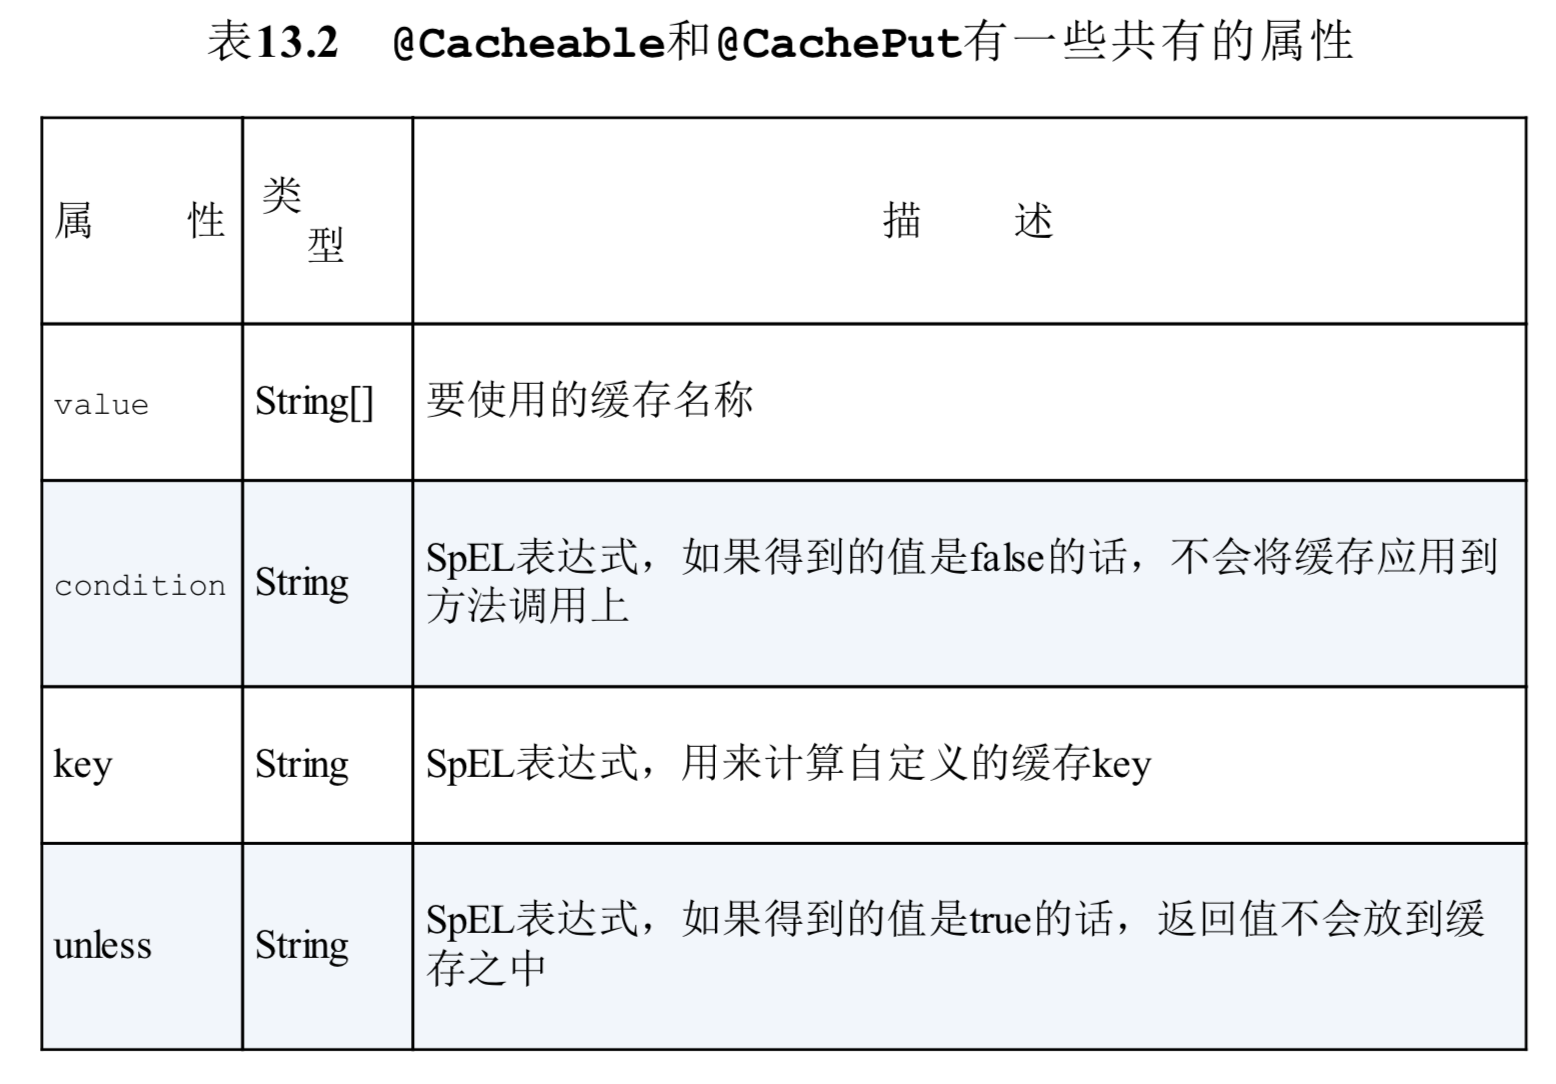 表13.2 @Cacheable和@CachePut有一些共有的属性
属 性
类
型
描 述
value
String[]
要使用的缓存名称
condition
String
SpEL表达式，如果得到的值是false的话，不会将缓存应用到
方法调用上
key
String
SpEL表达式，用来计算自定义的缓存key
unless
String
SpEL表达式，如果得到的值是true的话，返回值不会放到缓
存之中